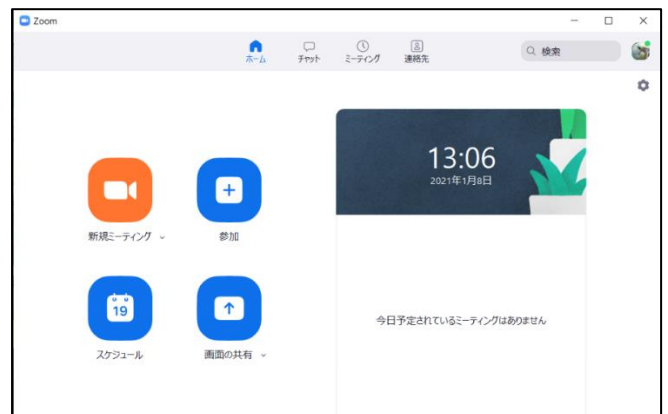 Zoom
ホーム
チャット
ミーティング
連絡先
検索
13:06
2021年1月8日
新規ミーティング
参加
19
スケジュール
画面の共有
今日予定されているミーティングはありません